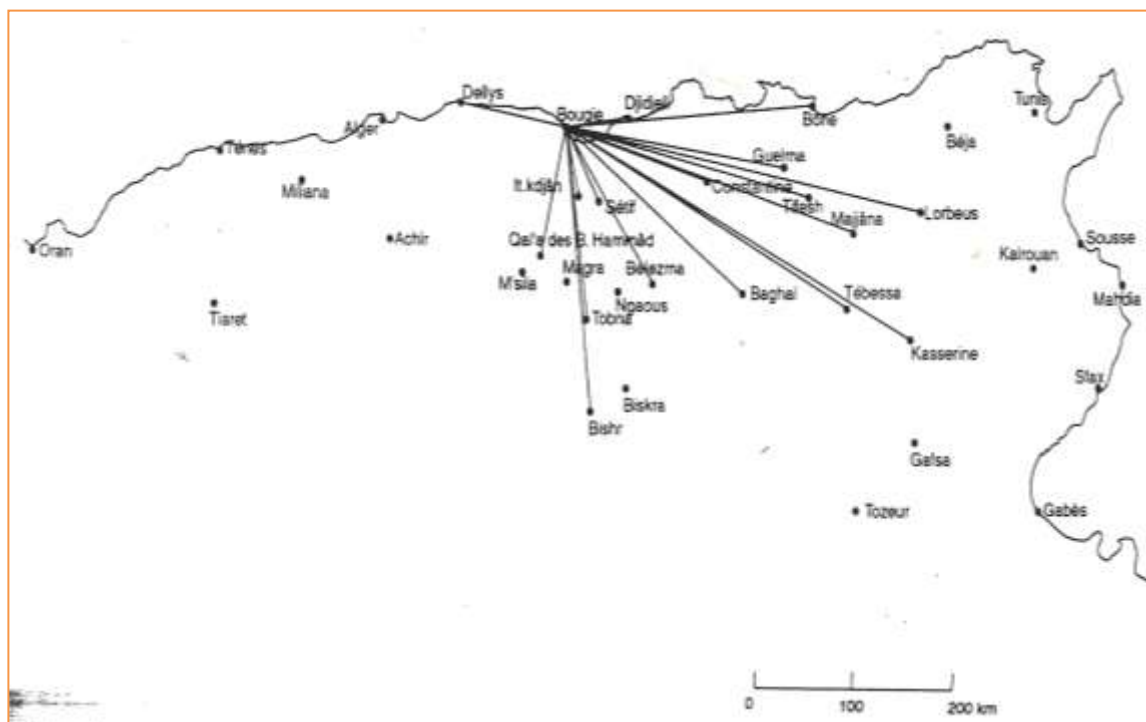 Dellys
Djidjeli
Bougie
Bône
Tunis
Alger
Béja
Ténès
Guelma
Miliana
It.kdjân
Constantine
Sétif
Tifesh
Lorbeus
Majjâna
Oran
Achir
Qal'a des B. Hammâd
Sousse
Kairouan
M'sila
Magra
Belezma
Baghaï
Tébessa
Mahdia
Ngaous
Tiaret
Tobna
Kasserine
Sfax
Biskra
Bishr
Gafsa
Tozeur
Gabès
0 100 200 km